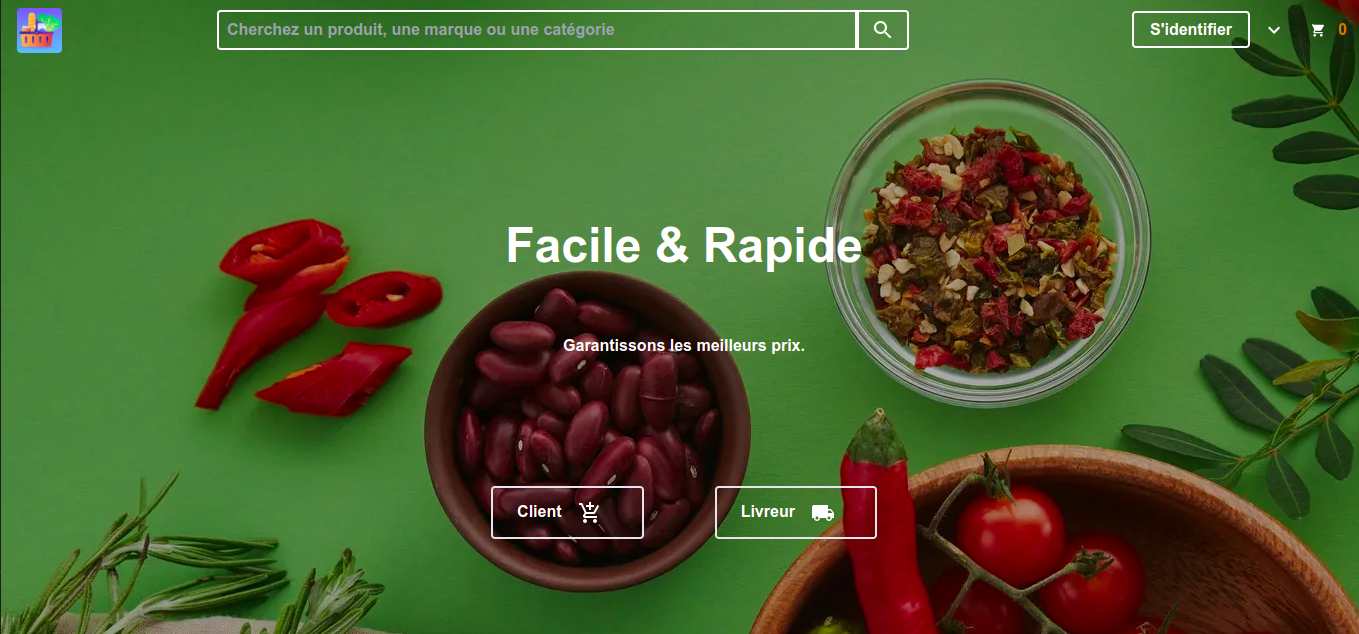 Cherchez un produit, une marque ou une catégorie
S'identifier
0
Facile & Rapide
Garantissons les meilleurs prix.
Client
Livreur